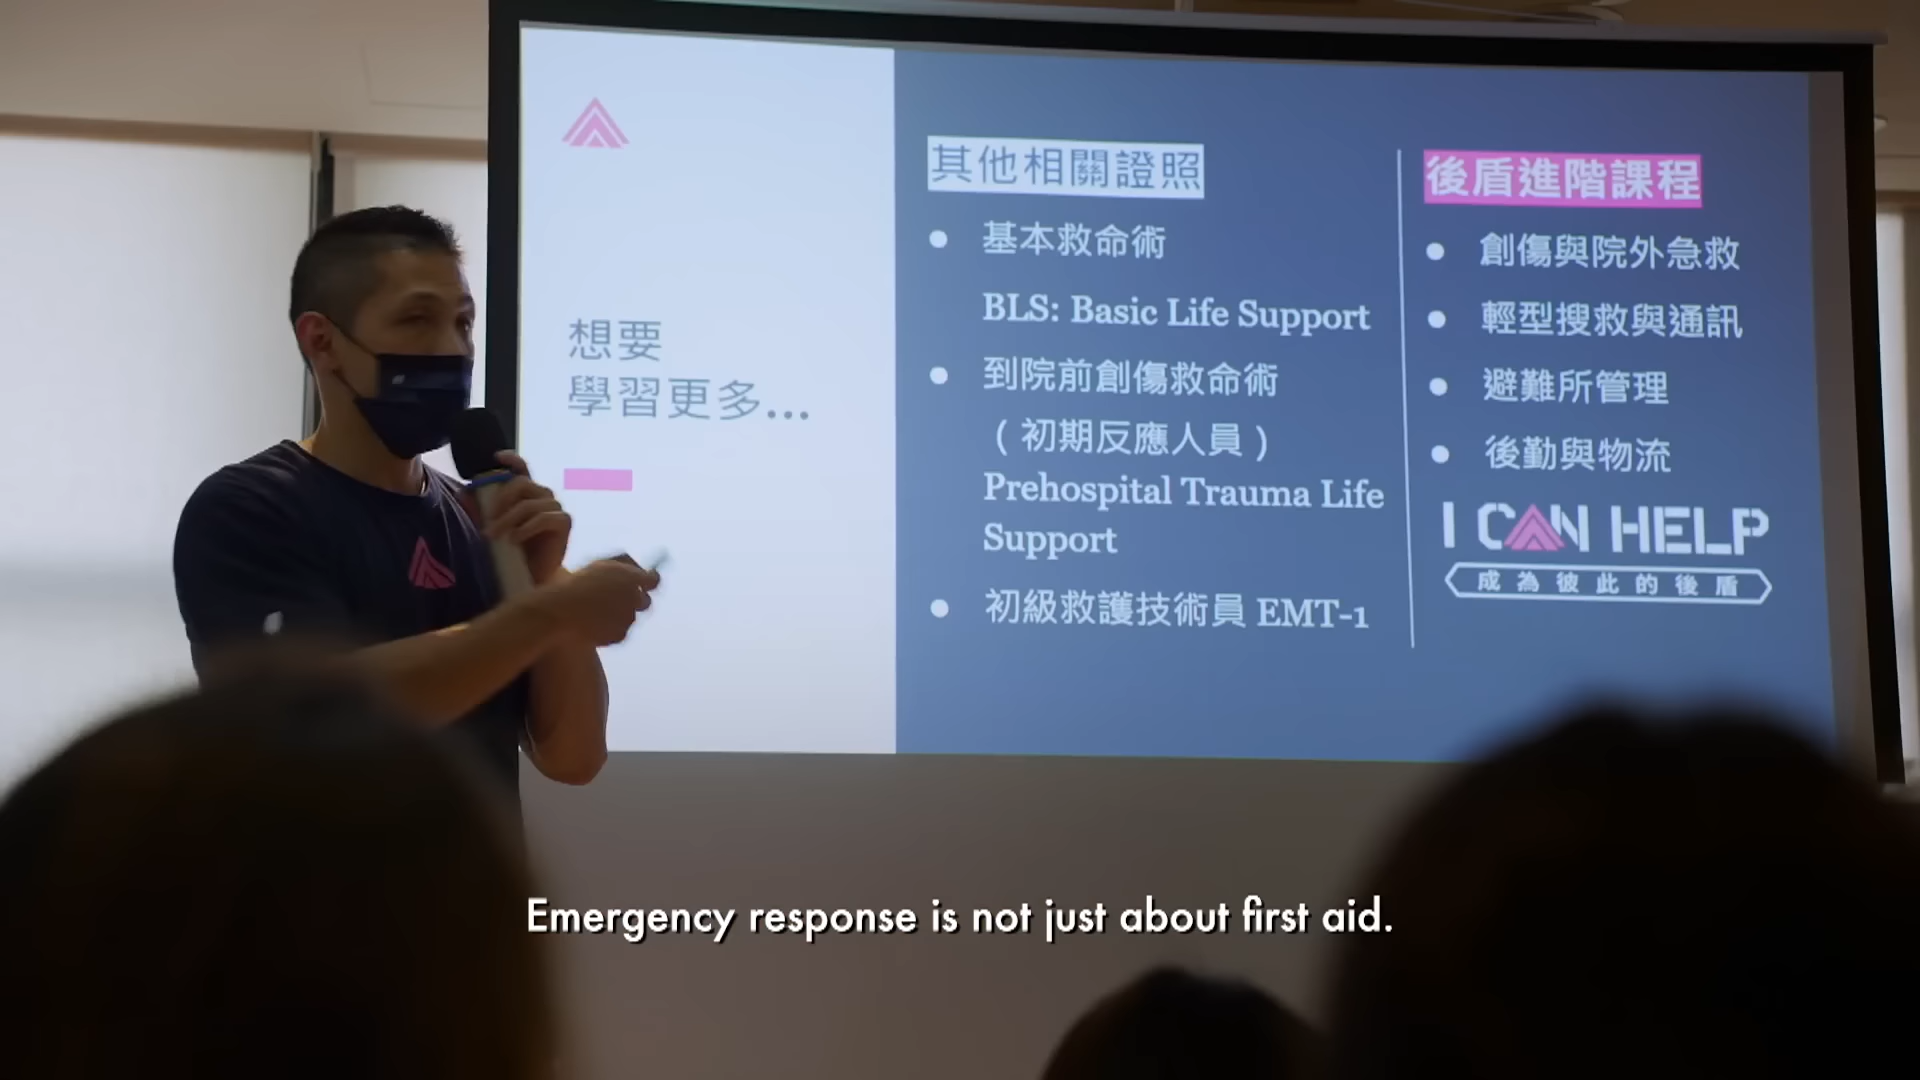 想要
學習更多...
其他相關證照
● 基本救命術
BLS: Basic Life Support
● 到院前創傷救命術
（初期反應人員）
Prehospital Trauma Life
Support
● 初級救護技術員 EMT-1
後盾進階課程
● 創傷與院外急救
● 輕型搜救與通訊
● 避難所管理
● 後勤與物流
I CAN HELP
成為彼此的後盾
Emergency response is not just about first aid.